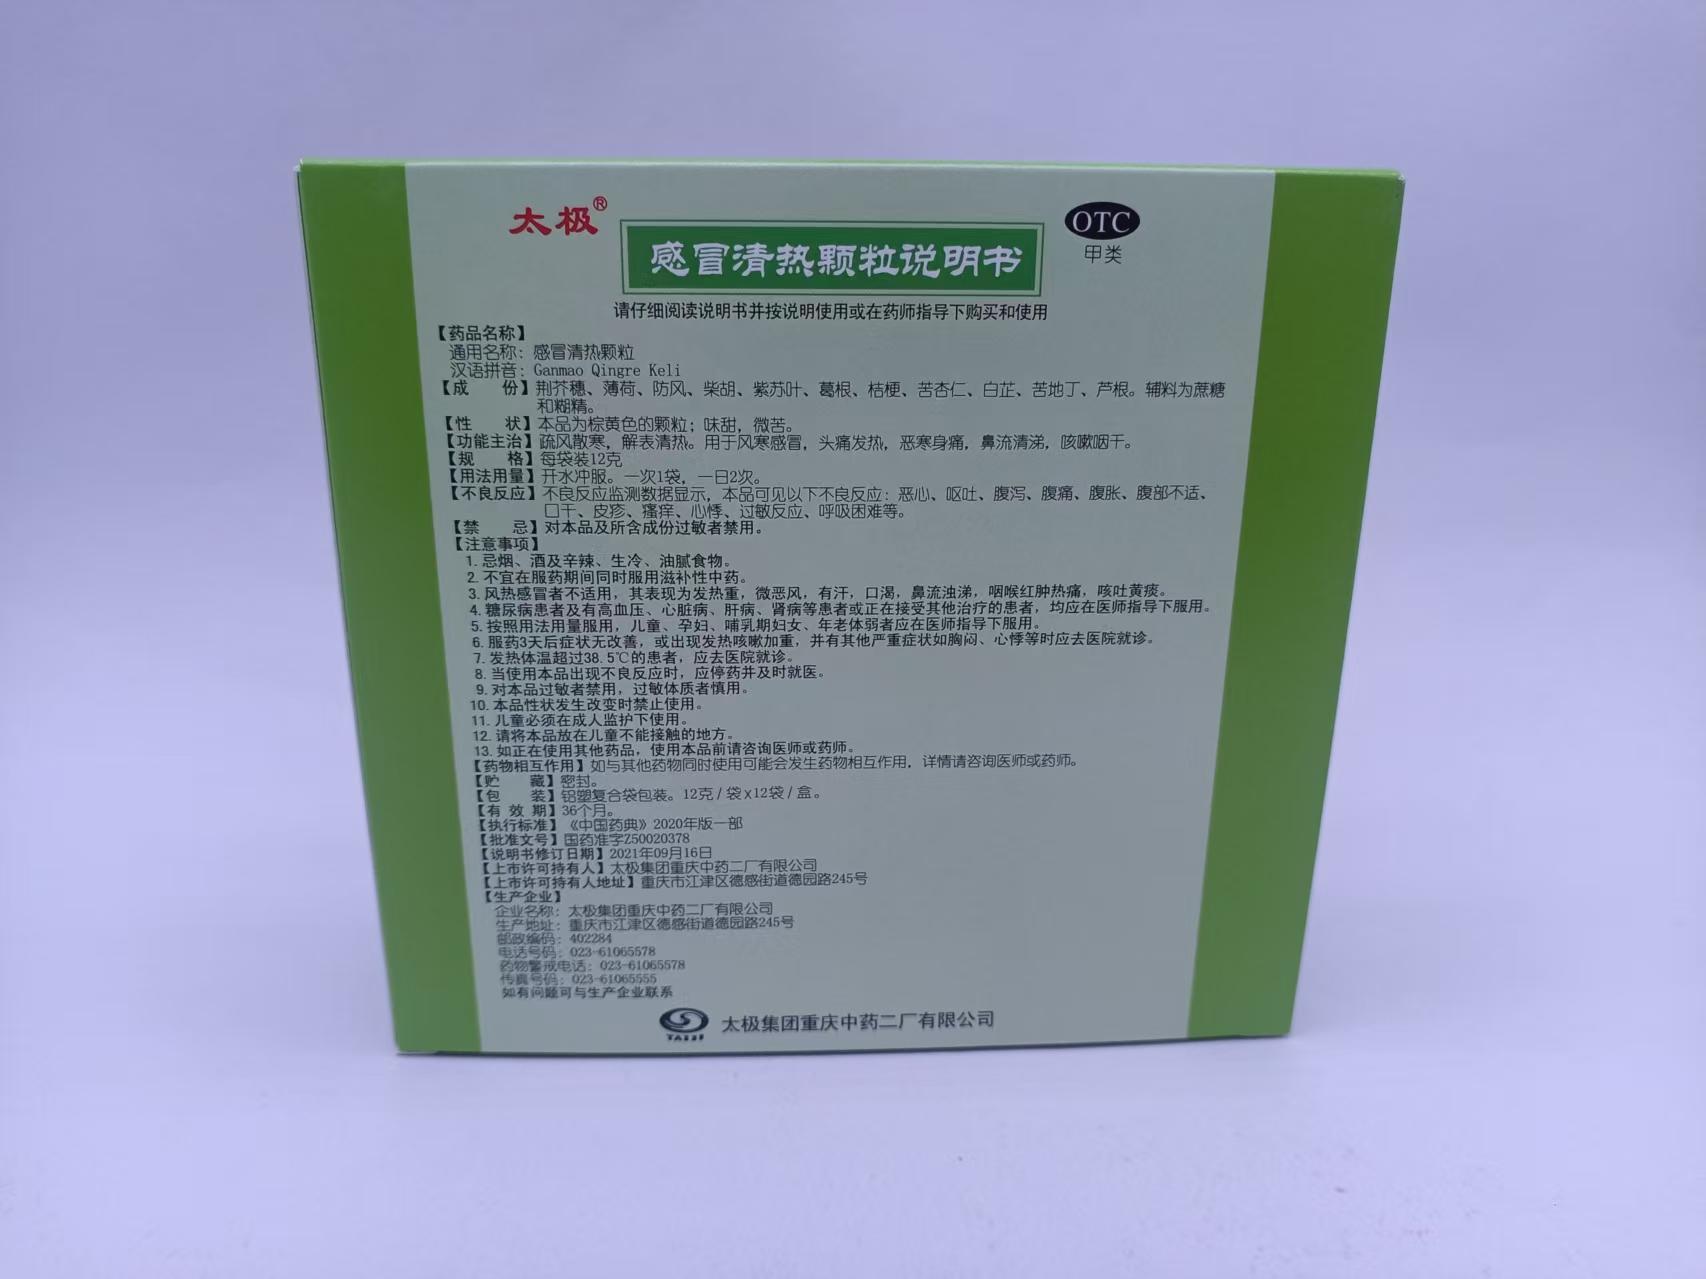 太极®
OTC
甲类
感冒清热颗粒说明书
请仔细阅读说明书并按说明使用或在药师指导下购买和使用
【药品名称】
通用名称：感冒清热颗粒
汉语拼音：Ganmao Qingre Keli
【成 份】荆芥穗、薄荷、防风、柴胡、紫苏叶、葛根、桔梗、苦杏仁、白芷、苦地丁、芦根。辅料为蔗糖
和糊精。
【性 状】本品为棕黄色的颗粒；味甜，微苦。
【功能主治】疏风散寒，解表清热。用于风寒感冒，头痛发热，恶寒身痛，鼻流清涕，咳嗽咽干。
【规 格】每袋装12克
【用法用量】开水冲服。一次1袋，一日2次。
【不良反应】不良反应监测数据显示，本品可见以下不良反应：恶心、呕吐、腹泻、腹痛、腹胀、腹部不适、
口干、皮疹、瘙痒、心悸、过敏反应、呼吸困难等。
【禁 忌】对本品及所含成份过敏者禁用。
【注意事项】
1. 忌烟、酒及辛辣、生冷、油腻食物。
2. 不宜在服药期间同时服用滋补性中药。
3. 风热感冒者不适用，其表现为发热重，微恶风，有汗，口渴，鼻流浊涕，咽喉红肿热痛，咳吐黄痰。
4. 糖尿病患者及有高血压、心脏病、肝病、肾病等患者或正在接受其他治疗的患者，均应在医师指导下服用。
5. 按照用法用量服用，儿童、孕妇、哺乳期妇女、年老体弱者应在医师指导下服用。
6. 服药3天后症状无改善，或出现发热咳嗽加重，并有其他严重症状如胸闷、心悸等时应去医院就诊。
7. 发热体温超过38.5℃的患者，应去医院就诊。
8. 当使用本品出现不良反应时，应停药并及时就医。
9. 对本品过敏者禁用，过敏体质者慎用。
10. 本品性状发生改变时禁止使用。
11. 儿童必须在成人监护下使用。
12. 请将本品放在儿童不能接触的地方。
13. 如正在使用其他药品，使用本品前请咨询医师或药师。
【药物相互作用】如与其他药物同时使用可能会发生药物相互作用，详情请咨询医师或药师。
【贮 藏】密封。
【包 装】铝塑复合袋包装。12克/袋x12袋/盒。
【有 效 期】36个月。
【执行标准】《中国药典》2020年版一部
【批准文号】国药准字Z50020378
【说明书修订日期】2021年09月16日
【上市许可持有人】太极集团重庆中药二厂有限公司
【上市许可持有人地址】重庆市江津区德感街道德园路245号
【生产企业】
企业名称：太极集团重庆中药二厂有限公司
生产地址：重庆市江津区德感街道德园路245号
邮政编码：402284
电话号码：023-61065578
药物警戒电话：023-61065578
传真号码：023-61065555
如有问题可与生产企业联系
TAIJI
太极集团重庆中药二厂有限公司